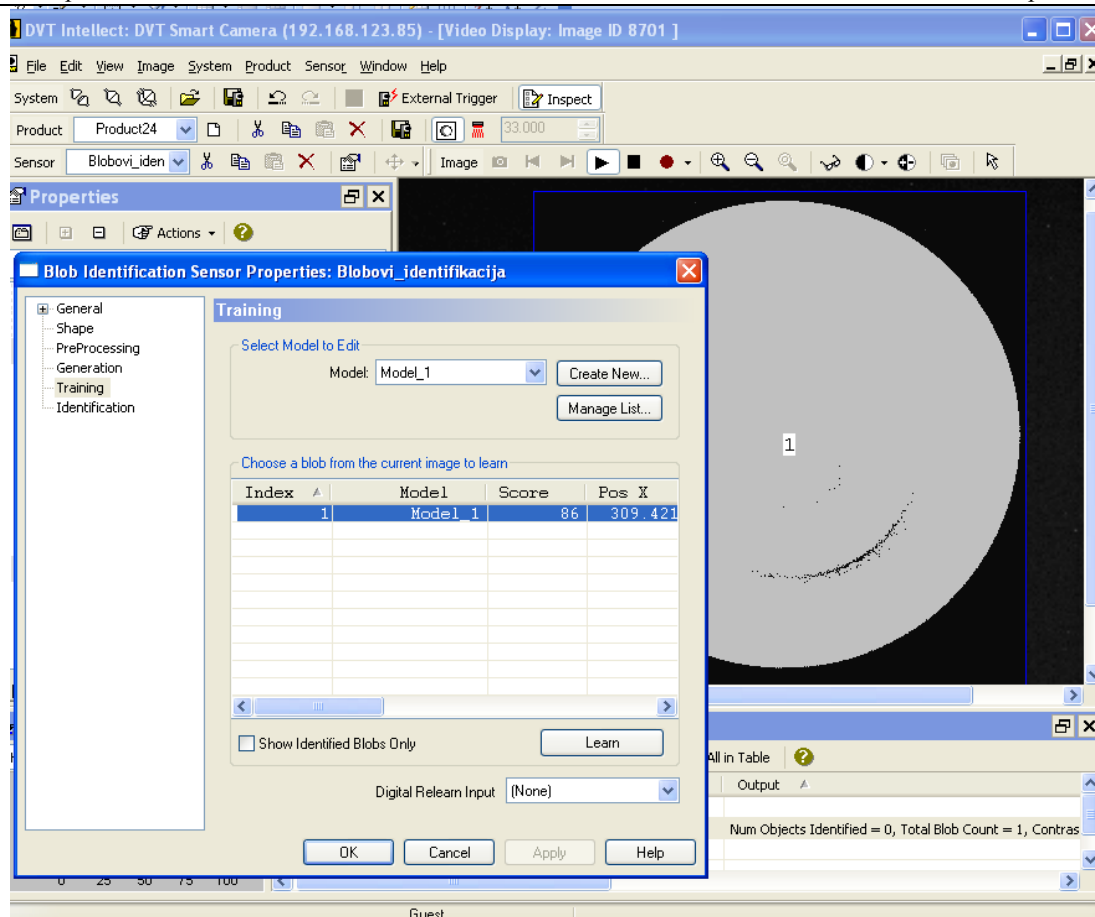 DVT Intellect: DVT Smart Camera (192.168.123.85) - [Video Display: Image ID 8701 ]
File Edit View Image System Product Sensor Window Help
System External Trigger Inspect
Product Product24 33.000
Sensor Blobovi_iden Image
Properties
Actions
Blob Identification Sensor Properties: Blobovi_identifikacija
General
Shape
PreProcessing
Generation
Training
Identification
Training
Select Model to Edit
Model: Model_1 Create New...
Manage List...
Choose a blob from the current image to learn
Index Model Score Pos X
1 Model_1 86 309.421
Show Identified Blobs Only Learn
Digital Relearn Input (None)
OK Cancel Apply Help
1
All in Table
Output
Num Objects Identified = 0, Total Blob Count = 1, Contras
0 25 50 75 100
Guest